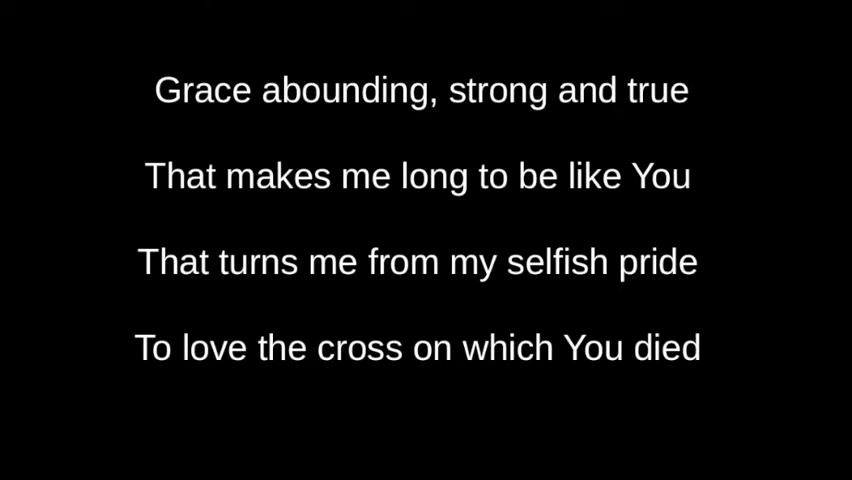 Grace abounding, strong and true
That makes me long to be like You
That turns me from my selfish pride
To love the cross on which You died